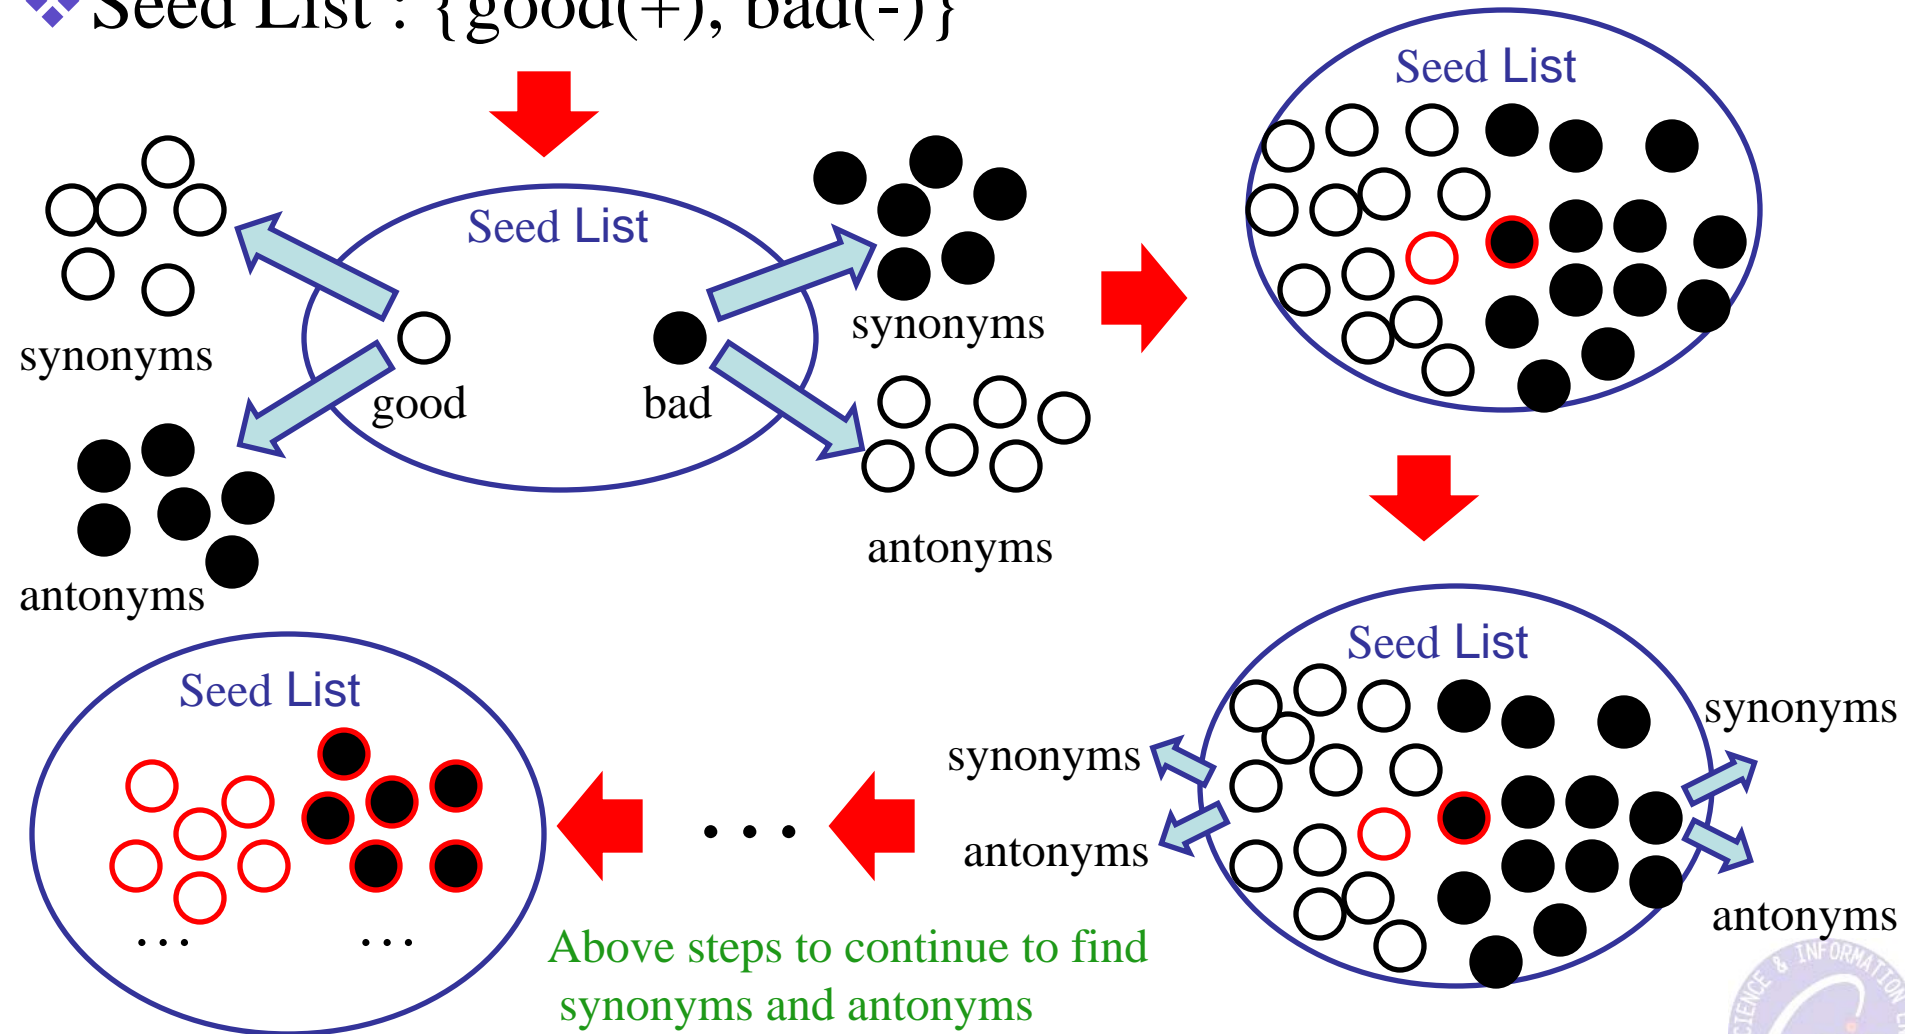 ❖Seed List : {good(+), bad(-)}
Seed List
synonyms
antonyms
good
bad
synonyms
antonyms
Seed List
Seed List
synonyms
antonyms
synonyms
antonyms
...
Above steps to continue to find
synonyms and antonyms
Seed List
... ...